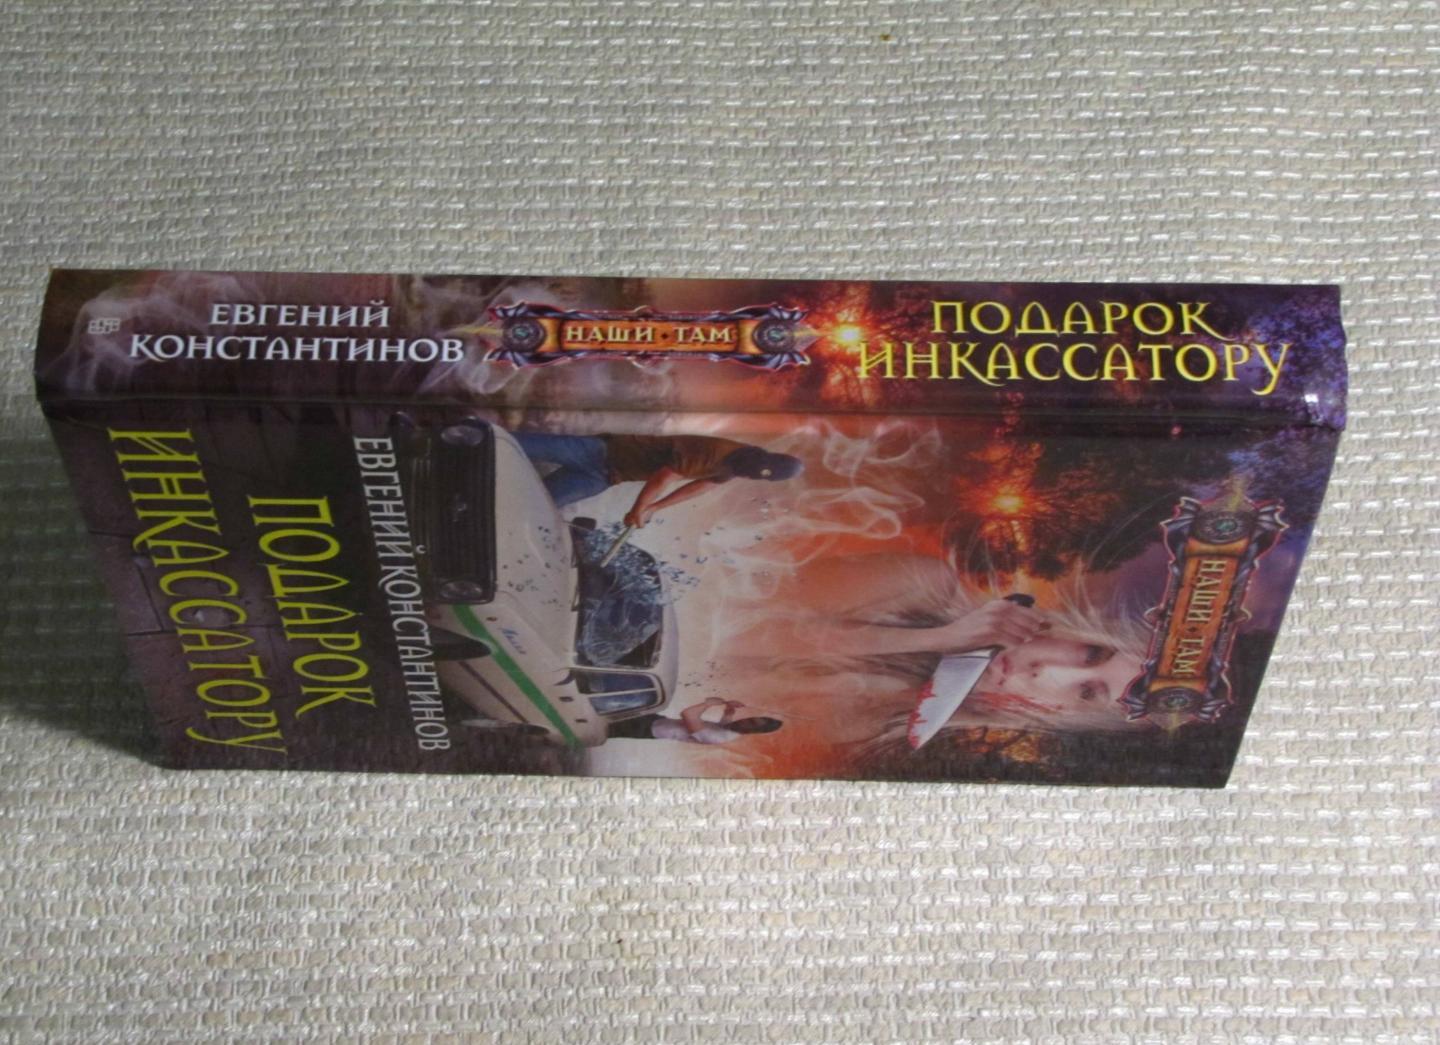 ЕВГЕНИЙ
КОНСТАНТИНОВ
НАШИ · ТАМ
ПОДАРОК
ИНКАССАТОРУ
НАШИ · ТАМ
ЕВГЕНИЙ КОНСТАНТИНОВ
ПОДАРОК
ИНКАССАТОРУ